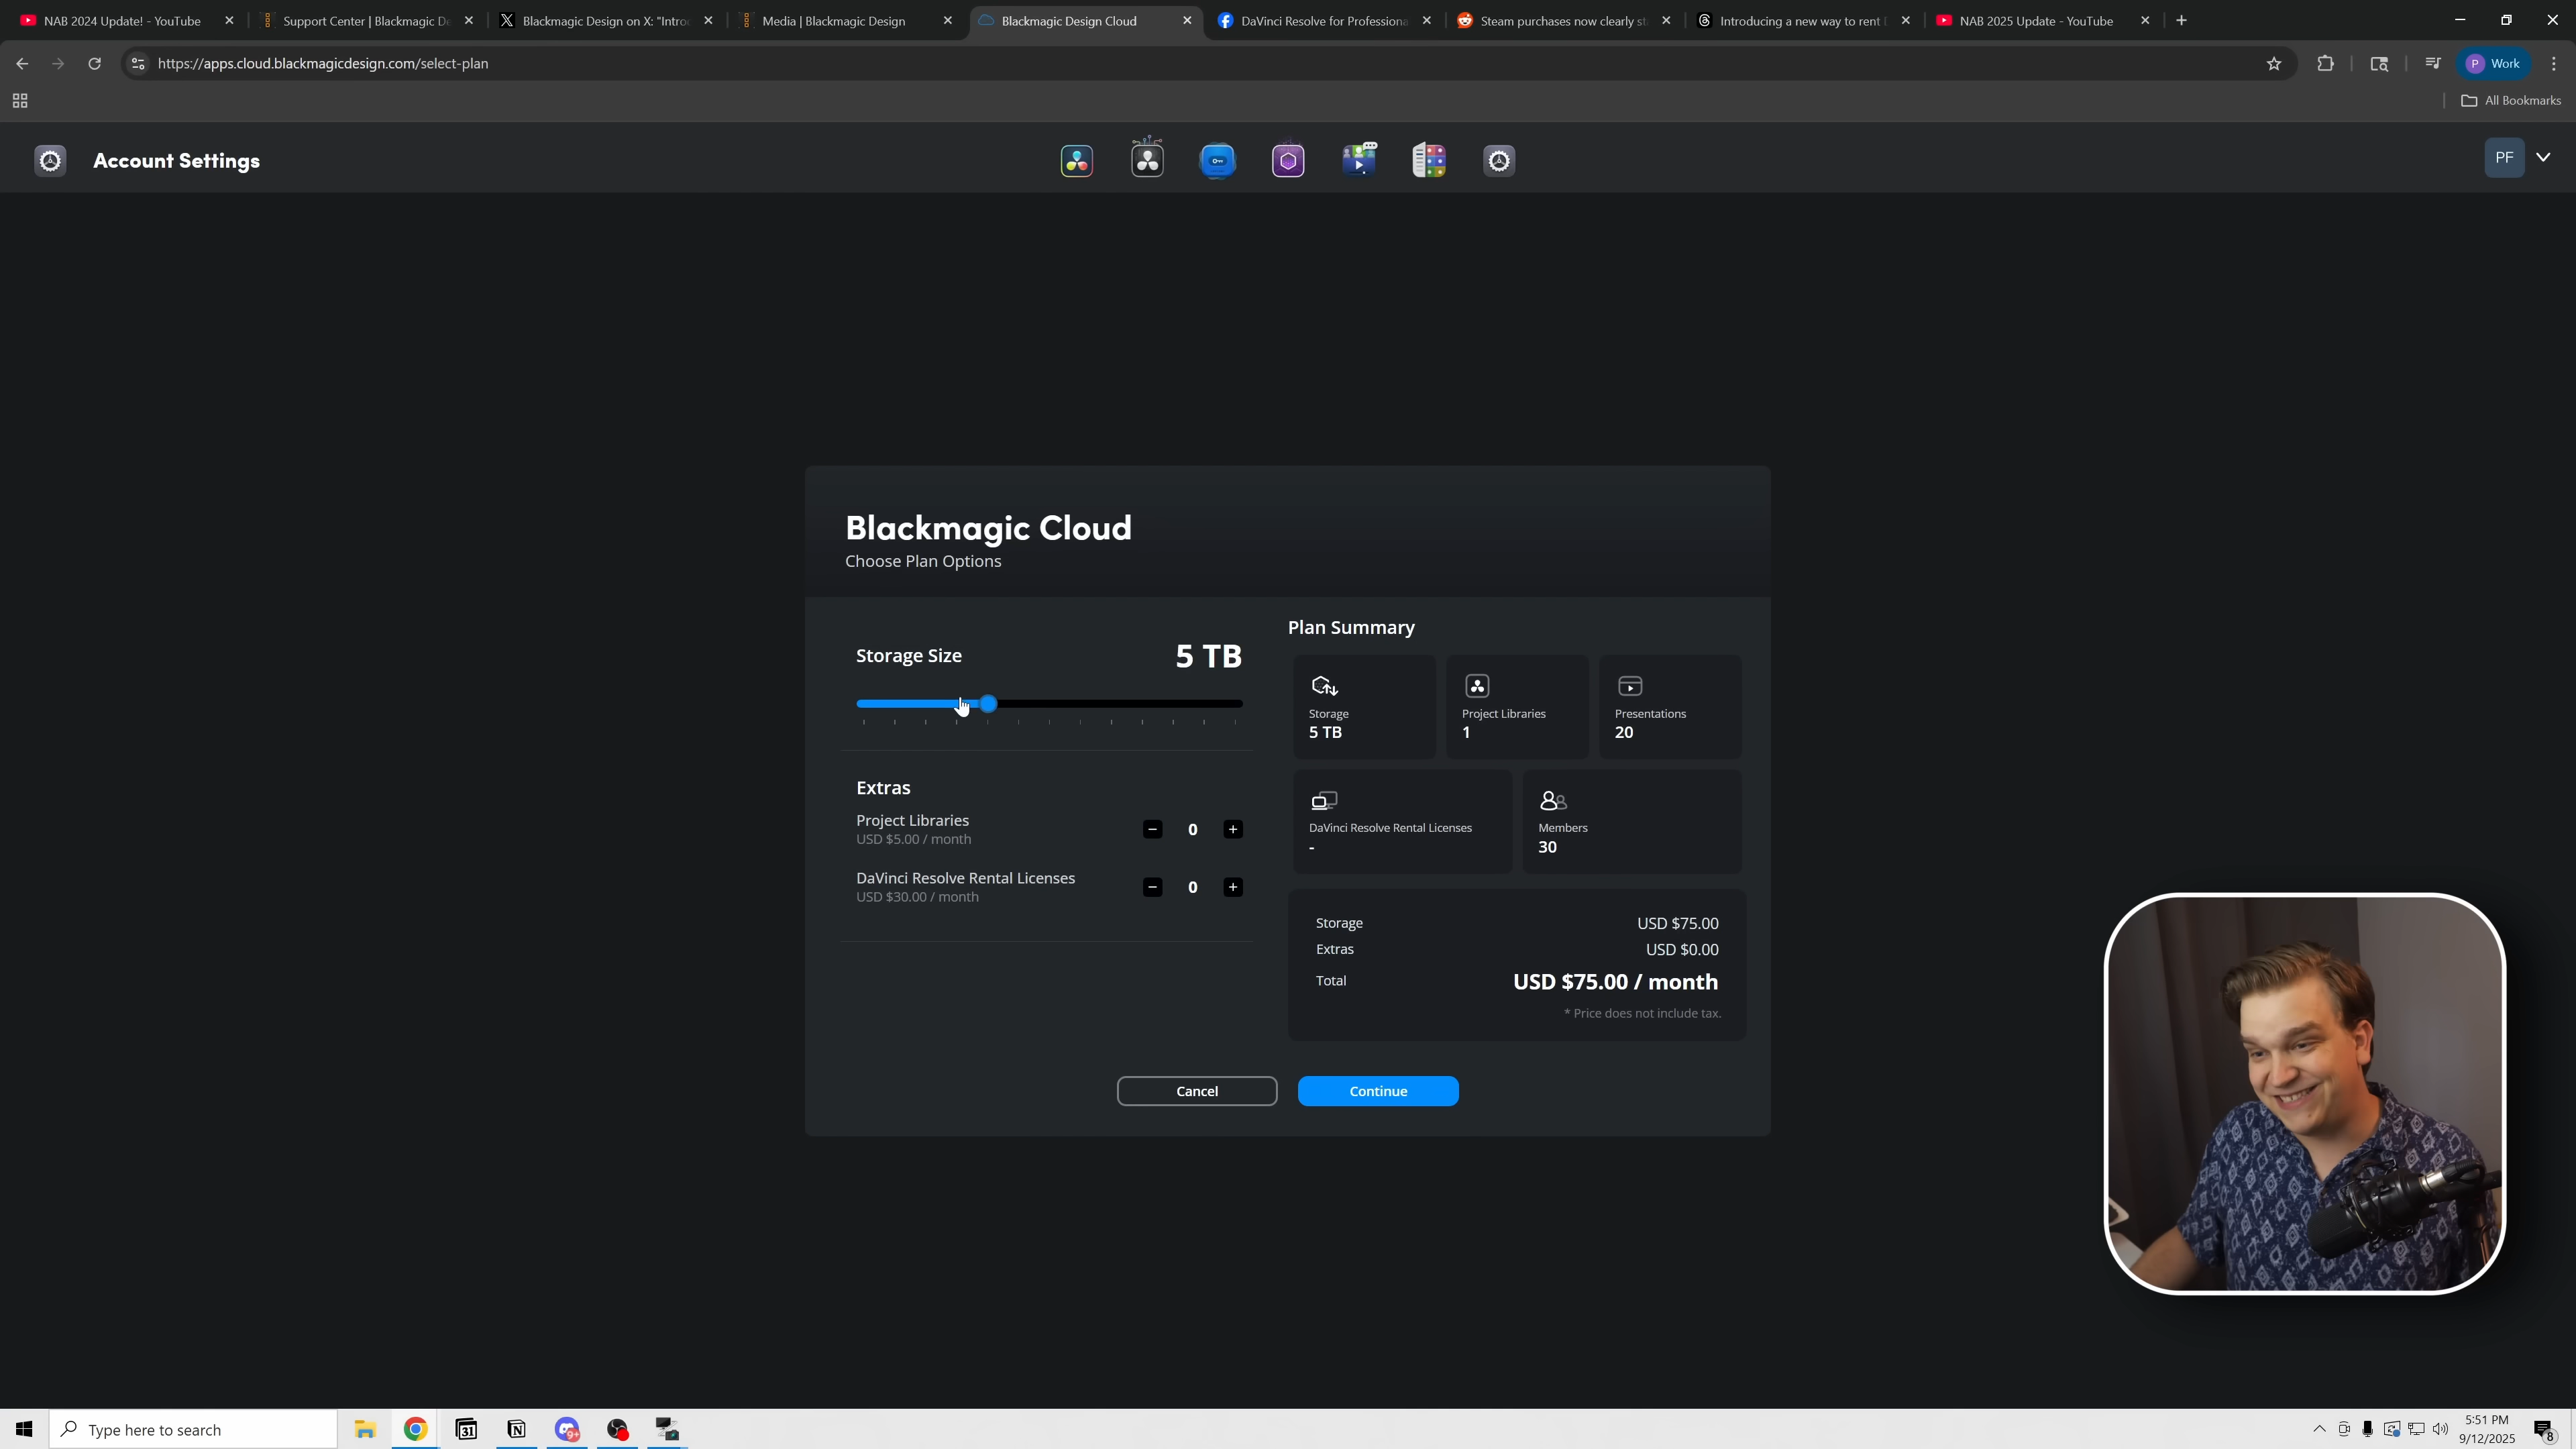 NAB 2024 Update! - YouTube
Support Center | Blackmagic De
Blackmagic Design on X: "Introd
Media | Blackmagic Design
Blackmagic Design Cloud
DaVinci Resolve for Professiona
Steam purchases now clearly st
Introducing a new way to rent
NAB 2025 Update - YouTube
https://apps.cloud.blackmagicdesign.com/select-plan
P Work
All Bookmarks
Account Settings
PF
Blackmagic Cloud
Choose Plan Options
Storage Size 5 TB
Extras
Project Libraries
USD $5.00 / month
− 0 +
DaVinci Resolve Rental Licenses
USD $30.00 / month
− 0 +
Plan Summary
Storage
5 TB
Project Libraries
1
Presentations
20
DaVinci Resolve Rental Licenses
-
Members
30
Storage USD $75.00
Extras USD $0.00
Total USD $75.00 / month
* Price does not include tax.
Cancel
Continue
Type here to search
31
9+
5:51 PM
9/12/2025
8